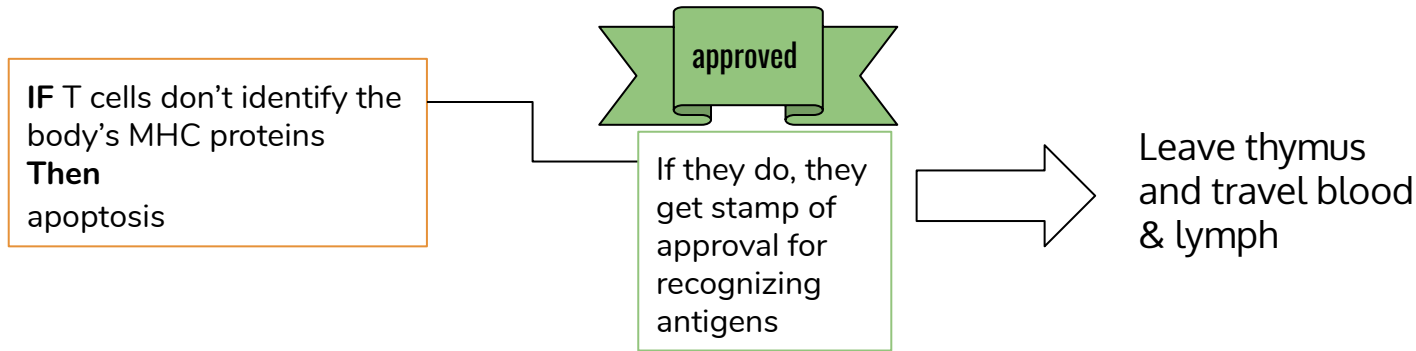 IF T cells don’t identify the
body’s MHC proteins
Then
apoptosis
approved
If they do, they
get stamp of
approval for
recognizing
antigens
Leave thymus
and travel blood
& lymph